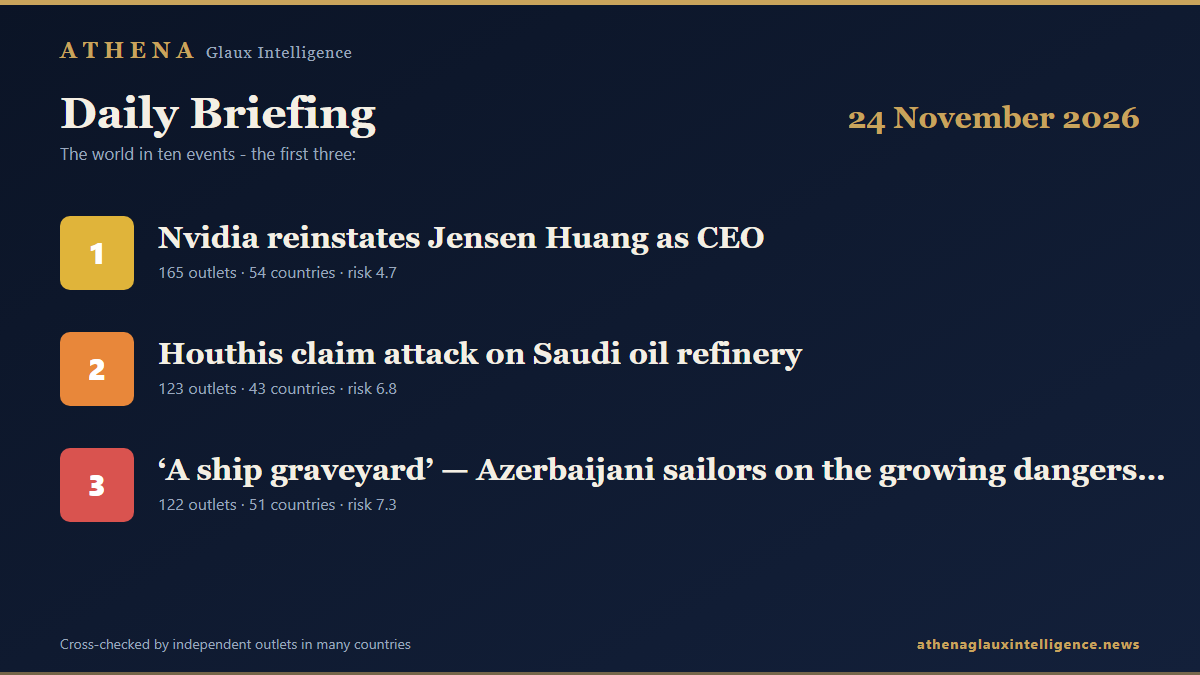 ATHENA Glaux Intelligence
Daily Briefing
24 November 2026
The world in ten events - the first three:
1
Nvidia reinstates Jensen Huang as CEO
165 outlets · 54 countries · risk 4.7
2
Houthis claim attack on Saudi oil refinery
123 outlets · 43 countries · risk 6.8
3
‘A ship graveyard’ — Azerbaijani sailors on the growing dangers…
122 outlets · 51 countries · risk 7.3
Cross-checked by independent outlets in many countries
athenaglauxintelligence.news